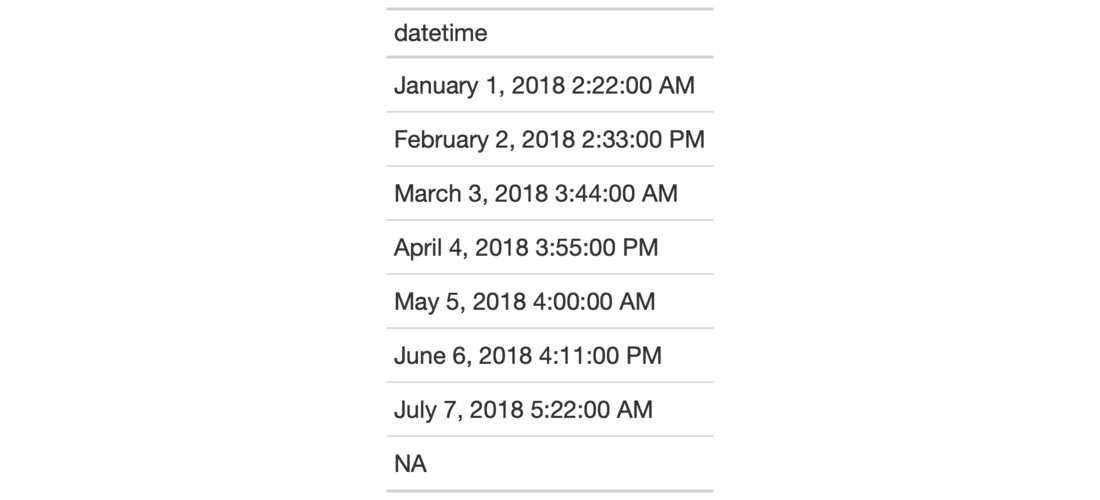 datetime
January 1, 2018 2:22:00 AM
February 2, 2018 2:33:00 PM
March 3, 2018 3:44:00 AM
April 4, 2018 3:55:00 PM
May 5, 2018 4:00:00 AM
June 6, 2018 4:11:00 PM
July 7, 2018 5:22:00 AM
NA